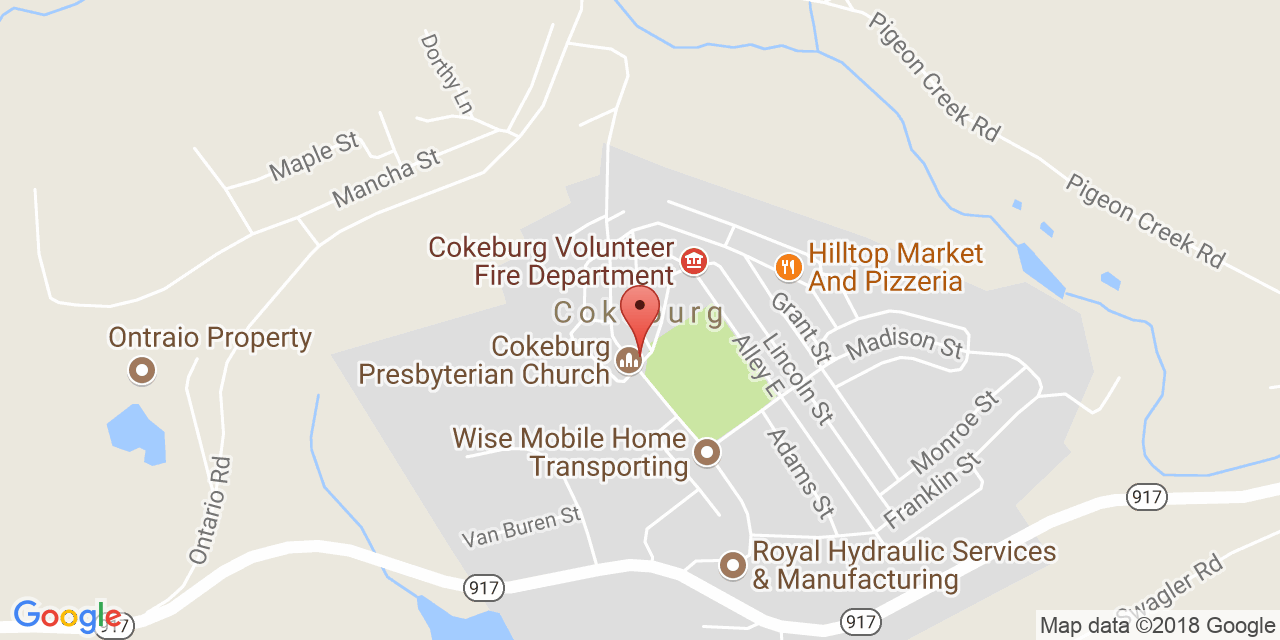 Dorthy Ln
Pigeon Creek Rd
Maple St
Mancha St
Pigeon Creek Rd
Cokeburg Volunteer
Fire Department
Hilltop Market
And Pizzeria
Grant St
Ontraio Property
Cokeburg
Presbyterian Church
Alley E
Lincoln St
Madison St
Wise Mobile Home
Transporting
Monroe St
Adams St
Franklin St
Ontario Rd
917
Van Buren St
Royal Hydraulic Services
& Manufacturing
917
Swagler Rd
Google
917
917
Map data ©2018 Google